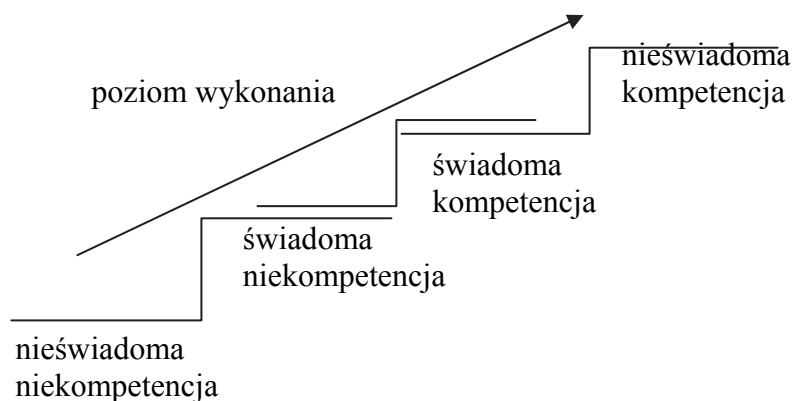 nieświadoma
kompetencja
poziom wykonania
świadoma
kompetencja
świadoma
niekompetencja
nieświadoma
niekompetencja